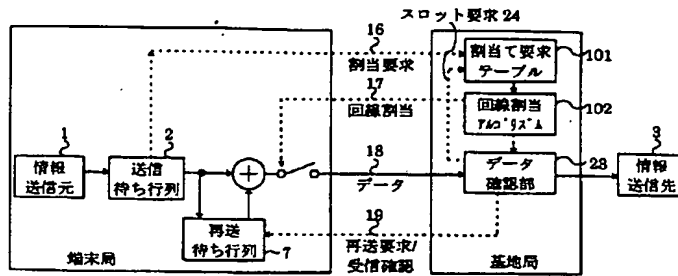 スロット要求 24
16
割当要求
17
回線割当
割当て要求
テーブル
101
回線割当
アルゴリズム
102
1
情報
送信元
2
送信
待ち行列
18
データ
データ
確認部
23
3
情報
送信先
再送
待ち行列
7
19
再送要求/
受信確認
端末局
基地局